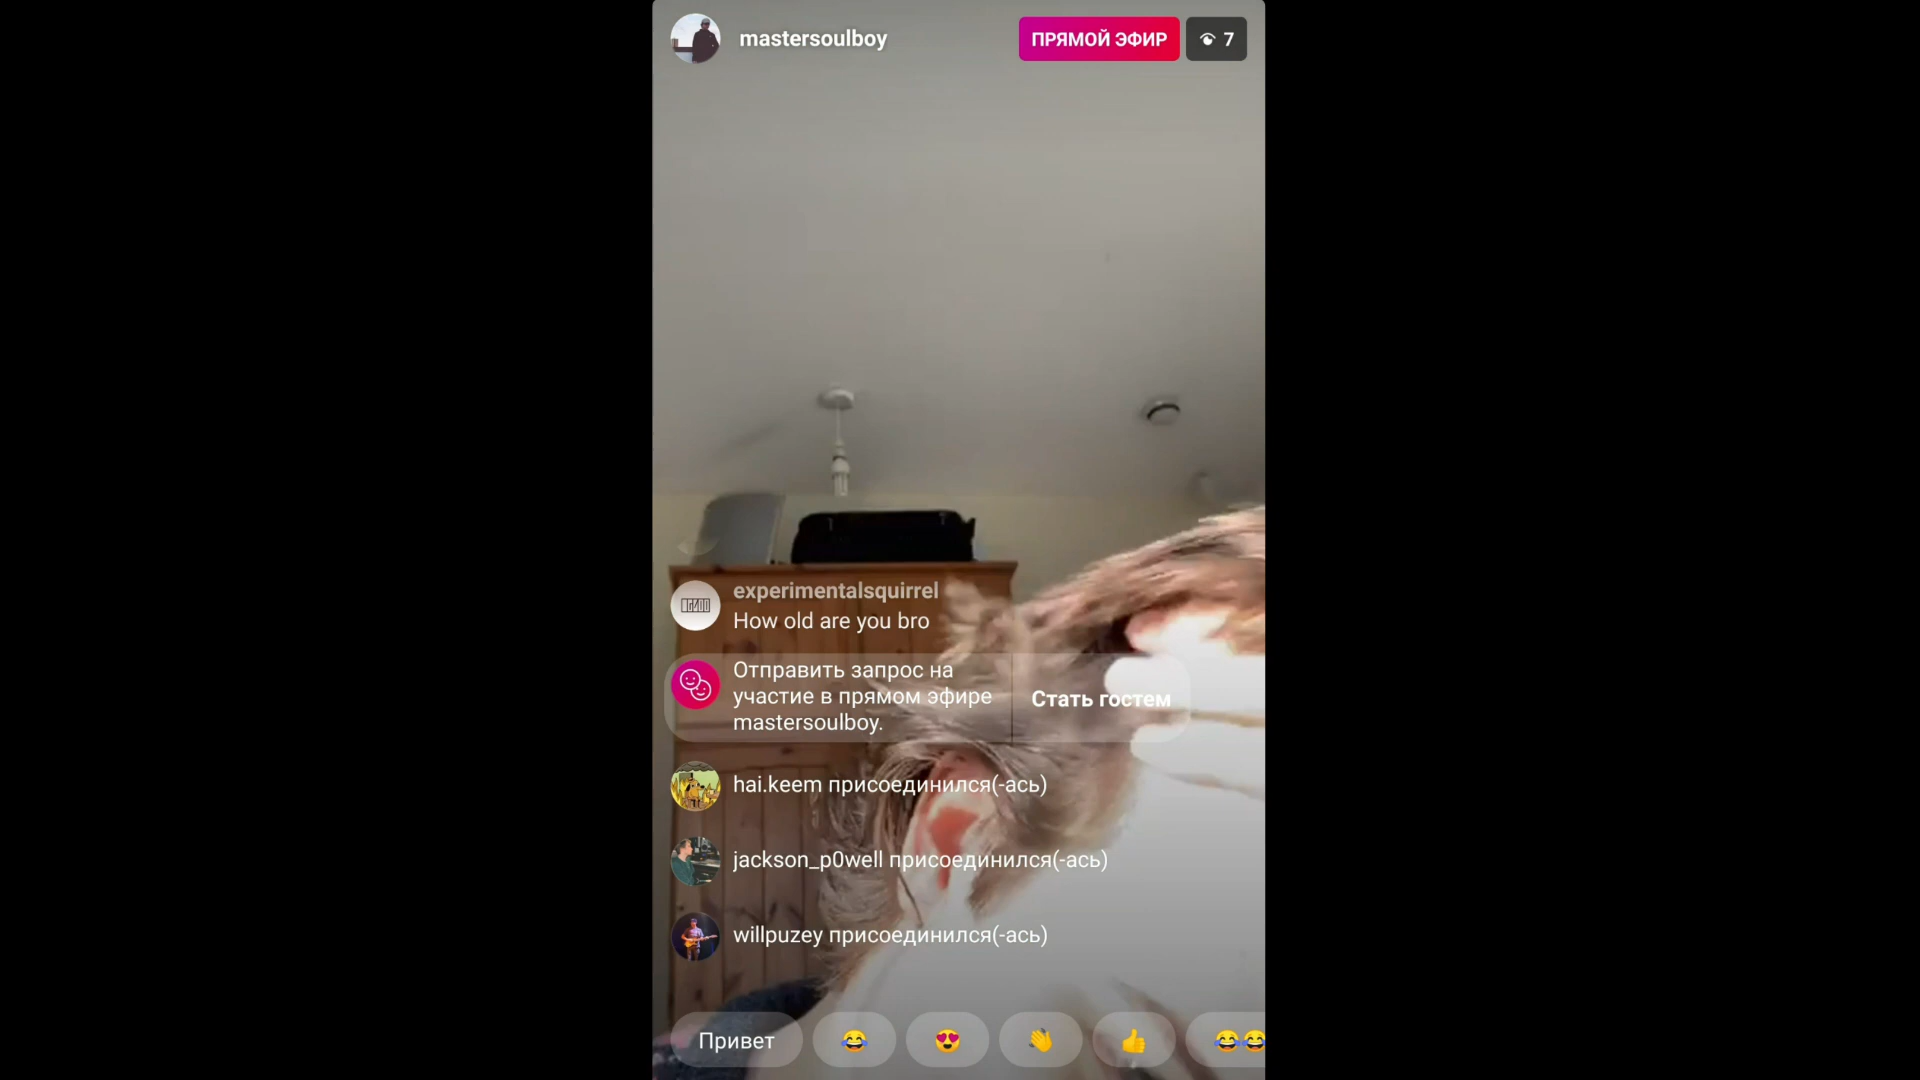 mastersoulboy
ПРЯМОЙ ЭФИР
7
experimentalsquirrel
How old are you bro
Отправить запрос на
участие в прямом эфире
mastersoulboy.
Стать гостем
hai.keem присоединился(-ась)
jackson_p0well присоединился(-ась)
willpuzey присоединился(-ась)
Привет